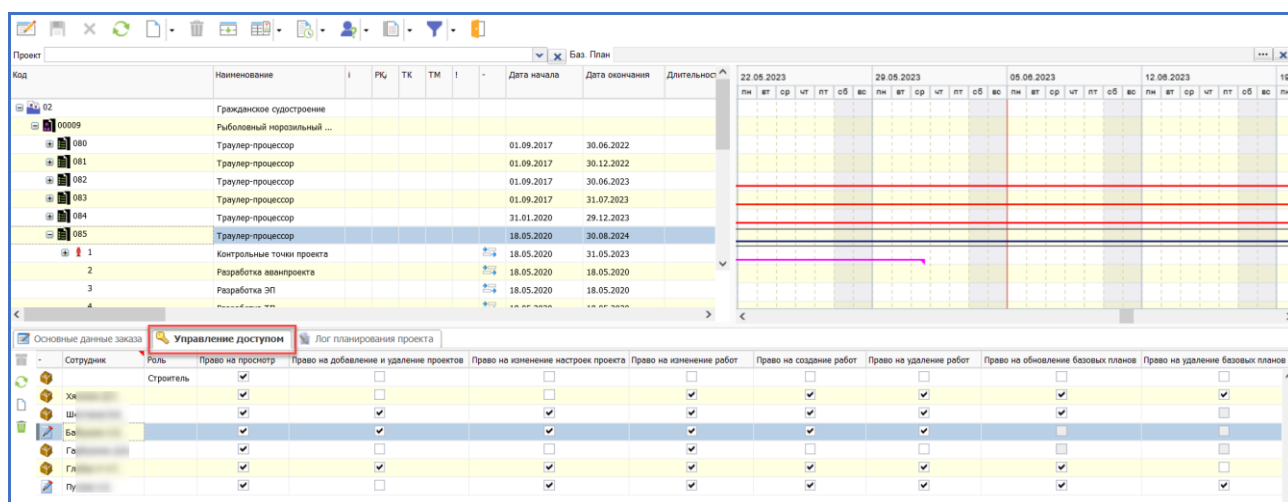 Проект Баз. План
Код Наименование i РК, ТК ТМ ! - Дата начала Дата окончания Длительност 22.05.2023 29.05.2023 05.06.2023 12.06.2023 19
пн вт ср чт пт сб вс пн вт ср чт пт сб вс пн вт ср чт пт сб вс пн вт ср чт пт сб вс пн
02 Гражданское судостроение
00009 Рыболовный морозильный ...
080 Траулер-процессор 01.09.2017 30.06.2022
081 Траулер-процессор 01.09.2017 30.12.2022
082 Траулер-процессор 01.09.2017 30.06.2023
083 Траулер-процессор 01.09.2017 31.07.2023
084 Траулер-процессор 31.01.2020 29.12.2023
085 Траулер-процессор 18.05.2020 30.08.2024
1 Контрольные точки проекта 18.05.2020 31.05.2023
2 Разработка аванпроекта 18.05.2020 18.05.2020
3 Разработка ЭП 18.05.2020 18.05.2020
Основные данные заказа Управление доступом Лог планирования проекта
- Сотрудник Роль Право на просмотр Право на добавление и удаление проектов Право на изменение настроек проекта Право на изменение работ Право на создание работ Право на удаление работ Право на обновление базовых планов Право на удаление базовых планов
Строитель